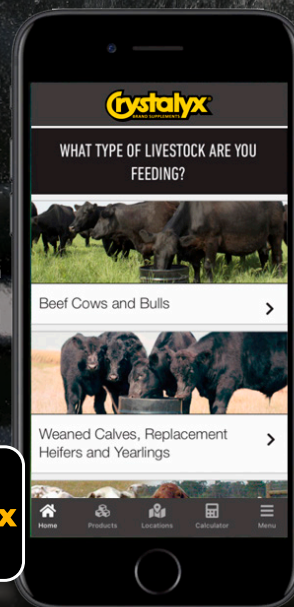 Crystalyx
BRAND SUPPLEMENTS
WHAT TYPE OF LIVESTOCK ARE YOU
FEEDING?
Beef Cows and Bulls
Weaned Calves, Replacement
Heifers and Yearlings
x
Home Products Locations Calculator Menu